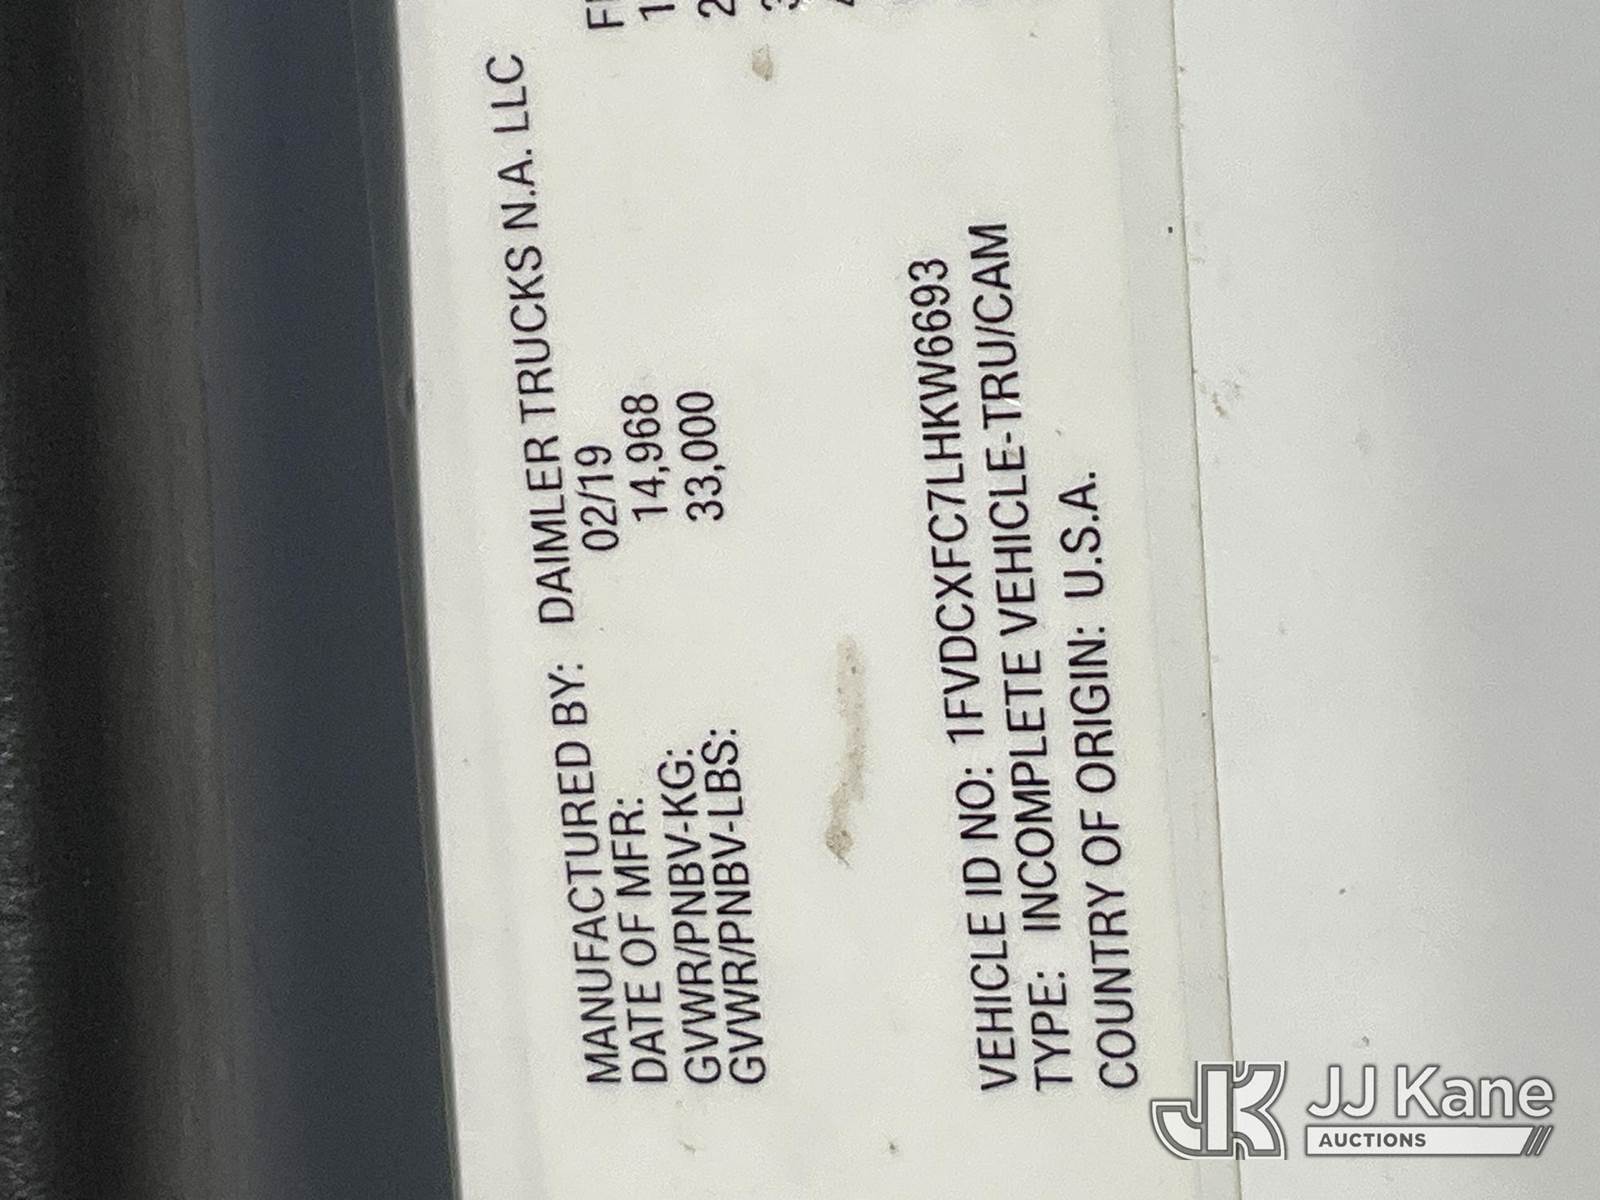 MANUFACTURED BY: DAIMLER TRUCKS N.A. LLC
DATE OF MFR: 02/19
GVWR/PNBV-KG: 14,968
GVWR/PNBV-LBS: 33,000
VEHICLE ID NO: 1FVDCXFC7LHKW6693
TYPE: INCOMPLETE VEHICLE-TRU/CAM
COUNTRY OF ORIGIN: U.S.A.
JK JJ Kane
AUCTIONS